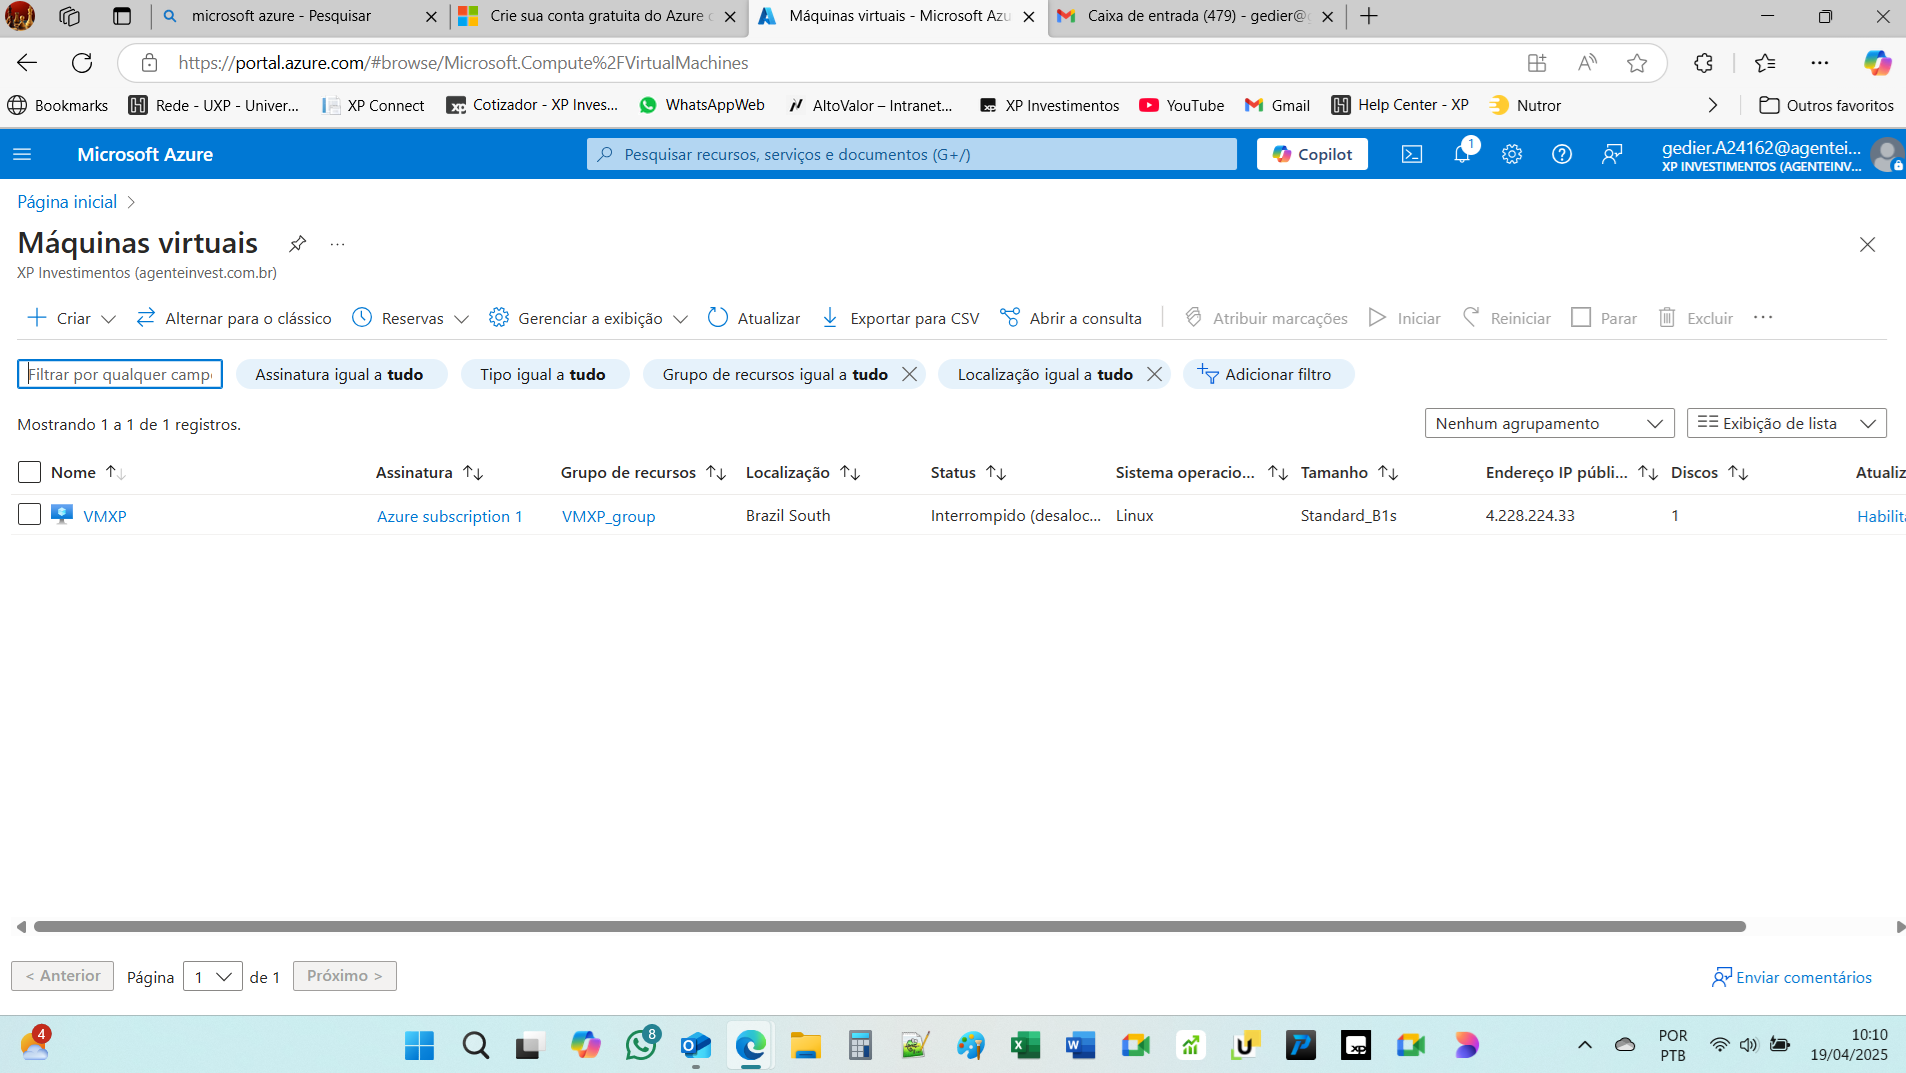 microsoft azure - Pesquisar
Crie sua conta gratuita do Azure
Máquinas virtuais - Microsoft Azu
Caixa de entrada (479) - gedier@g
https://portal.azure.com/#browse/Microsoft.Compute%2FVirtualMachines
Bookmarks
Rede - UXP - Univer...
XP Connect
xp Cotizador - XP Inves...
WhatsAppWeb
AltoValor – Intranet...
xp XP Investimentos
YouTube
Gmail
Help Center - XP
Nutror
Outros favoritos
Microsoft Azure
Pesquisar recursos, serviços e documentos (G+/)
Copilot
1
gedier.A24162@agentei...
XP INVESTIMENTOS (AGENTEINV...
Página inicial
Máquinas virtuais
XP Investimentos (agenteinvest.com.br)
Criar
Alternar para o clássico
Reservas
Gerenciar a exibição
Atualizar
Exportar para CSV
Abrir a consulta
Atribuir marcações
Iniciar
Reiniciar
Parar
Excluir
Filtrar por qualquer campo
Assinatura igual a tudo
Tipo igual a tudo
Grupo de recursos igual a tudo
Localização igual a tudo
Adicionar filtro
Mostrando 1 a 1 de 1 registros.
Nenhum agrupamento
Exibição de lista
Nome Assinatura Grupo de recursos Localização Status Sistema operacio... Tamanho Endereço IP públi... Discos Atualiz
VMXP Azure subscription 1 VMXP_group Brazil South Interrompido (desaloc... Linux Standard_B1s 4.228.224.33 1 Habilita
< Anterior Página 1 de 1 Próximo >
Enviar comentários
4
8
xp
POR
PTB
10:10
19/04/2025